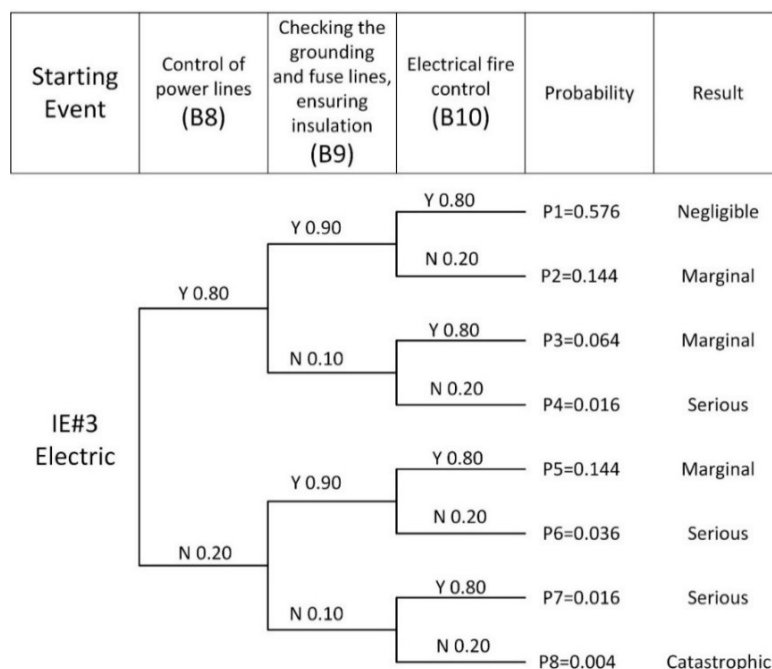 Starting
Event
Control of
power lines
(B8)
Checking the
grounding
and fuse lines,
ensuring
insulation
(B9)
Electrical fire
control
(B10)
Probability
Result
IE#3
Electric
Y 0.80
N 0.20
Y 0.90
N 0.10
Y 0.90
N 0.10
Y 0.80 P1=0.576 Negligible
N 0.20 P2=0.144 Marginal
Y 0.80 P3=0.064 Marginal
N 0.20 P4=0.016 Serious
Y 0.80 P5=0.144 Marginal
N 0.20 P6=0.036 Serious
Y 0.80 P7=0.016 Serious
N 0.20 P8=0.004 Catastrophic